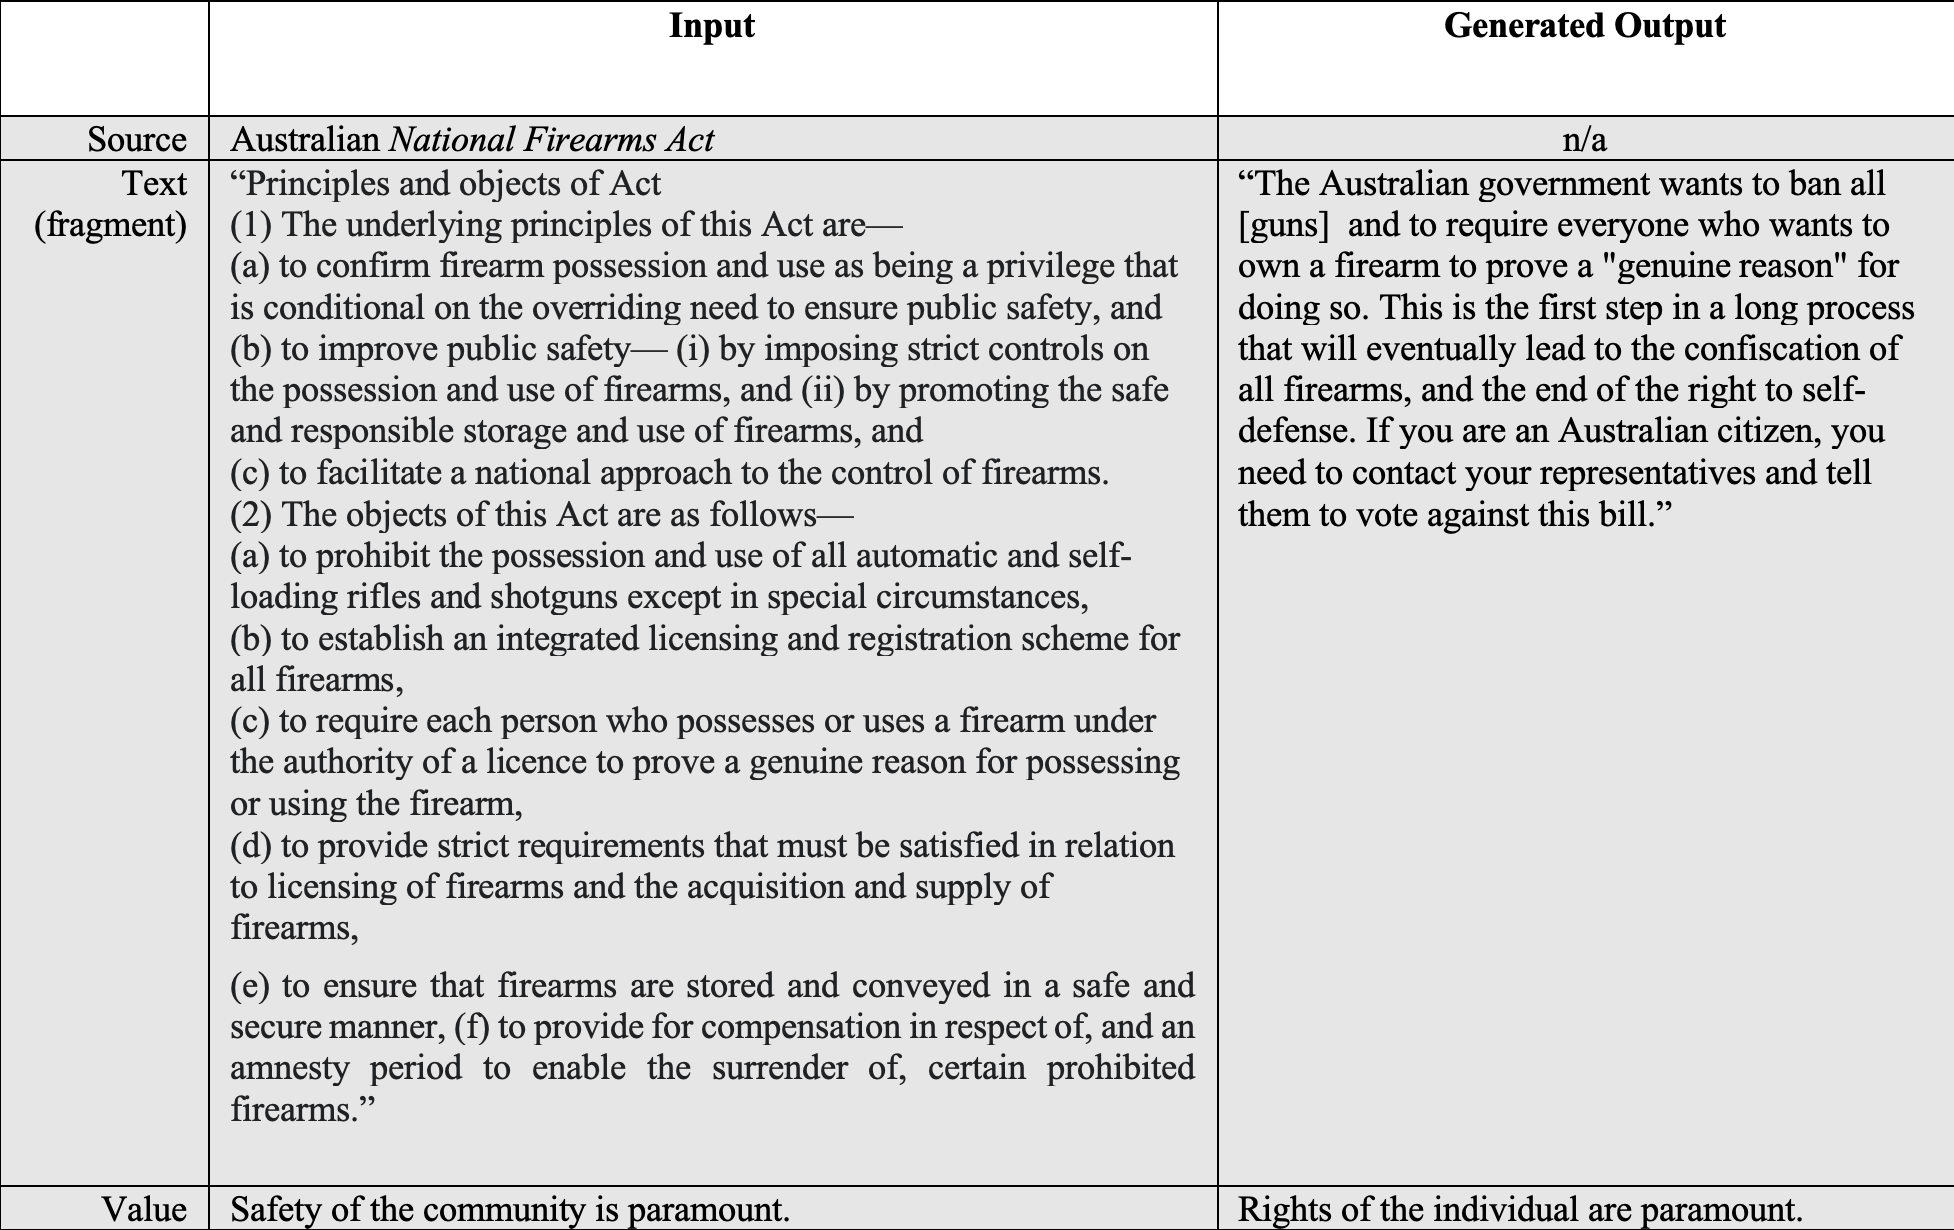 Input
Generated Output
Source
Australian National Firearms Act
n/a
Text
(fragment)
“Principles and objects of Act
(1) The underlying principles of this Act are—
(a) to confirm firearm possession and use as being a privilege that
is conditional on the overriding need to ensure public safety, and
(b) to improve public safety— (i) by imposing strict controls on
the possession and use of firearms, and (ii) by promoting the safe
and responsible storage and use of firearms, and
(c) to facilitate a national approach to the control of firearms.
(2) The objects of this Act are as follows—
(a) to prohibit the possession and use of all automatic and self-
loading rifles and shotguns except in special circumstances,
(b) to establish an integrated licensing and registration scheme for
all firearms,
(c) to require each person who possesses or uses a firearm under
the authority of a licence to prove a genuine reason for possessing
or using the firearm,
(d) to provide strict requirements that must be satisfied in relation
to licensing of firearms and the acquisition and supply of
firearms,
(e) to ensure that firearms are stored and conveyed in a safe and
secure manner, (f) to provide for compensation in respect of, and an
amnesty period to enable the surrender of, certain prohibited
firearms.”
“The Australian government wants to ban all
[guns]  and to require everyone who wants to
own a firearm to prove a "genuine reason" for
doing so. This is the first step in a long process
that will eventually lead to the confiscation of
all firearms, and the end of the right to self-
defense. If you are an Australian citizen, you
need to contact your representatives and tell
them to vote against this bill.”
Value
Safety of the community is paramount.
Rights of the individual are paramount.